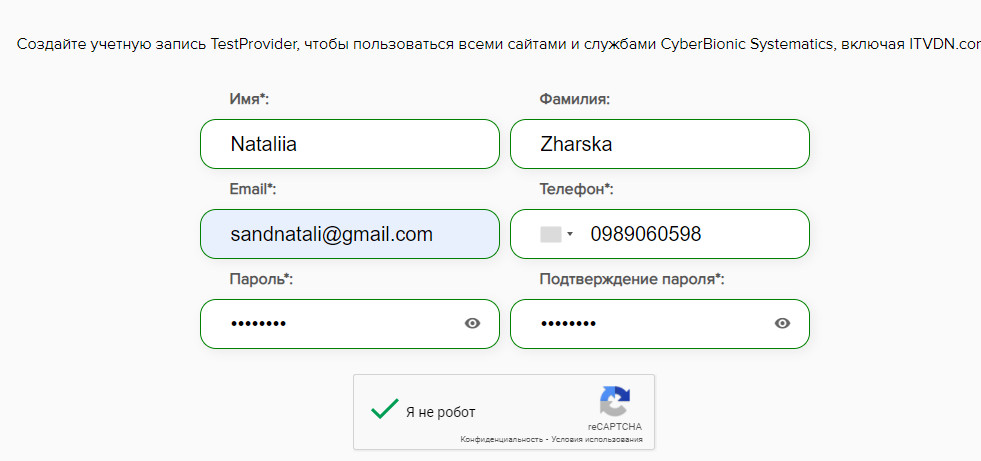 Создайте учетную запись TestProvider, чтобы пользоваться всеми сайтами и службами CyberBionic Systematics, включая ITVDN.com
Имя*: Фамилия:
Nataliia Zharska
Email*: Телефон*:
sandnatali@gmail.com 0989060598
Пароль*: Подтверждение пароля*:
•••••••• ••••••••
Я не робот
reCAPTCHA
Конфиденциальность - Условия использования